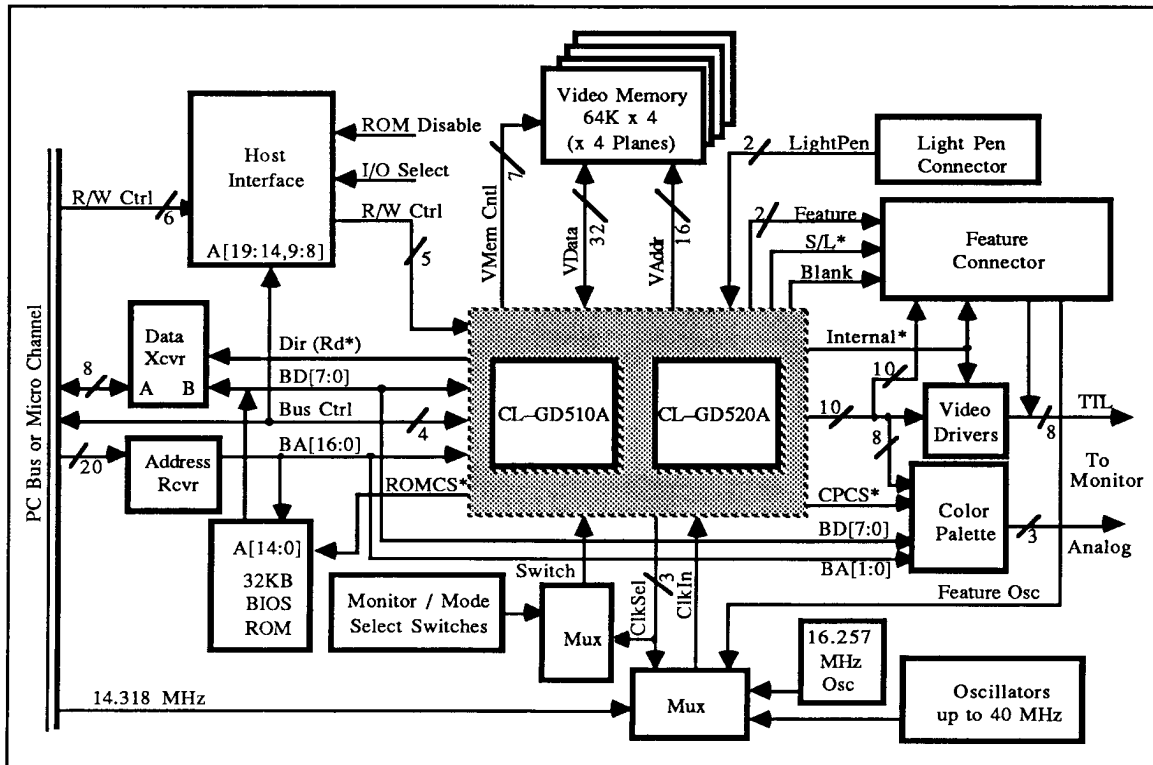 Video Memory
64K x 4
(x 4 Planes)
Host
Interface
A[19:14,9:8]
ROM Disable
I/O Select
R/W Ctrl
5
R/W Ctrl
6
VMem Cntl
7
VData
32
VAddr
16
2
LightPen
Light Pen
Connector
2
Feature
S/L*
Blank
Feature
Connector
PC Bus or Micro Channel
Data
Xcvr
A B
8
Dir (Rd*)
BD[7:0]
Bus Ctrl
4
20
Address
Rcvr
BA[16:0]
ROMCS*
CL-GD510A
CL-GD520A
Internal*
10
10
8
Video
Drivers
8
TTL
To
Monitor
CPCS*
Color
Palette
3
Analog
BD[7:0]
BA[1:0]
Feature Osc
A[14:0]
32KB
BIOS
ROM
Monitor / Mode
Select Switches
Switch
Mux
ClkSel
3
ClkIn
14.318 MHz
Mux
16.257
MHz
Osc
Oscillators
up to 40 MHz